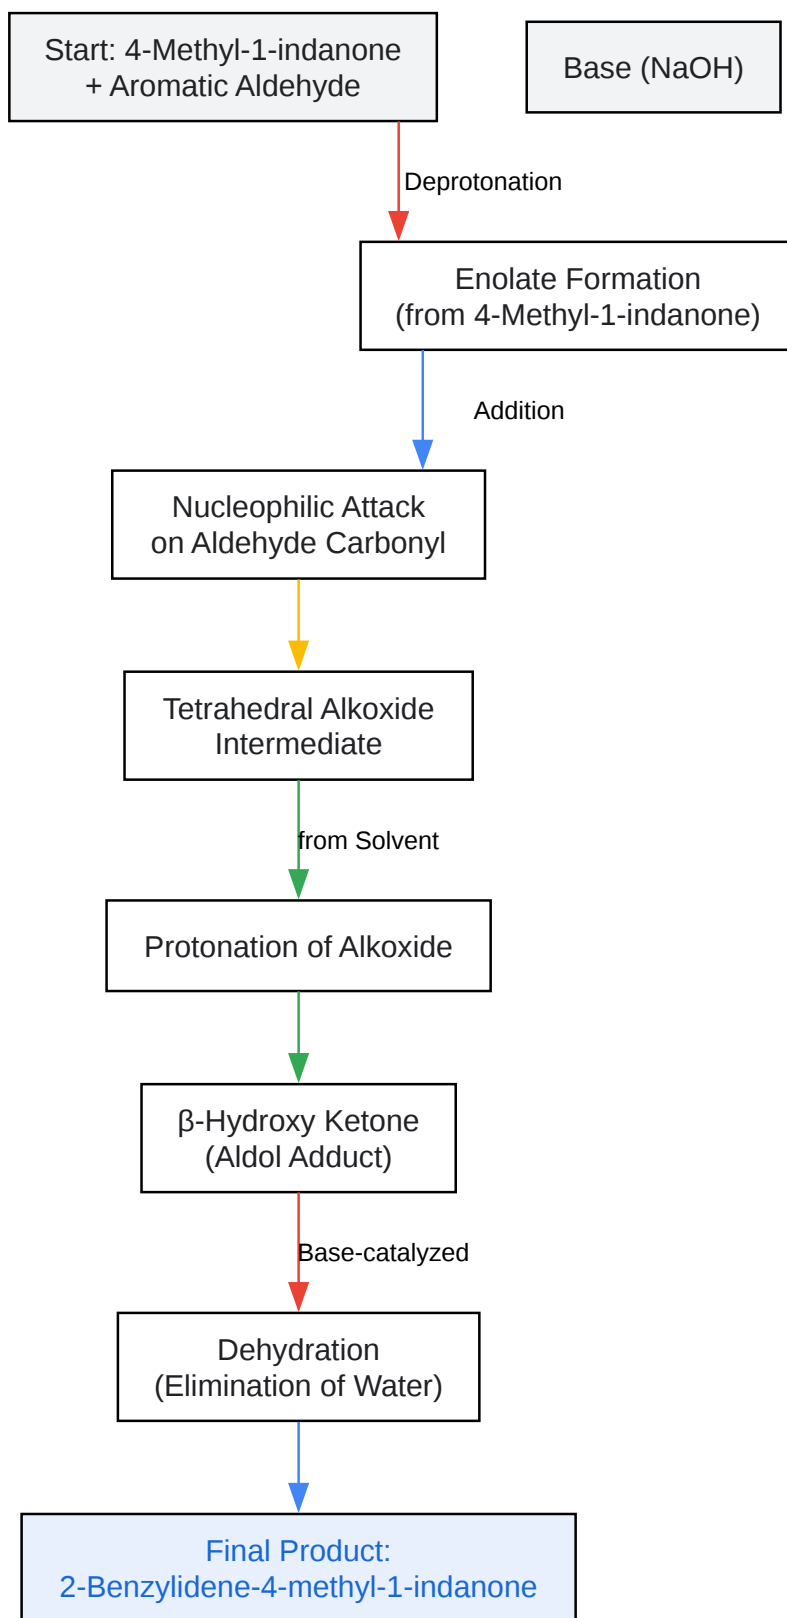 Start: 4-Methyl-1-indanone
+ Aromatic Aldehyde
Base (NaOH)
Deprotonation
Enolate Formation
(from 4-Methyl-1-indanone)
Addition
Nucleophilic Attack
on Aldehyde Carbonyl
Tetrahedral Alkoxide
Intermediate
from Solvent
Protonation of Alkoxide
β-Hydroxy Ketone
(Aldol Adduct)
Base-catalyzed
Dehydration
(Elimination of Water)
Final Product:
2-Benzylidene-4-methyl-1-indanone